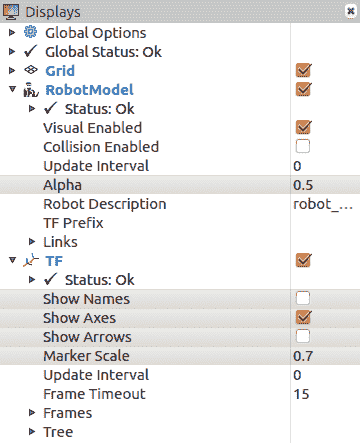 Displays
Global Options
Global Status: Ok
Grid
RobotModel
Status: Ok
Visual Enabled
Collision Enabled
Update Interval 0
Alpha 0.5
Robot Description robot_...
TF Prefix
Links
TF
Status: Ok
Show Names
Show Axes
Show Arrows
Marker Scale 0.7
Update Interval 0
Frame Timeout 15
Frames
Tree